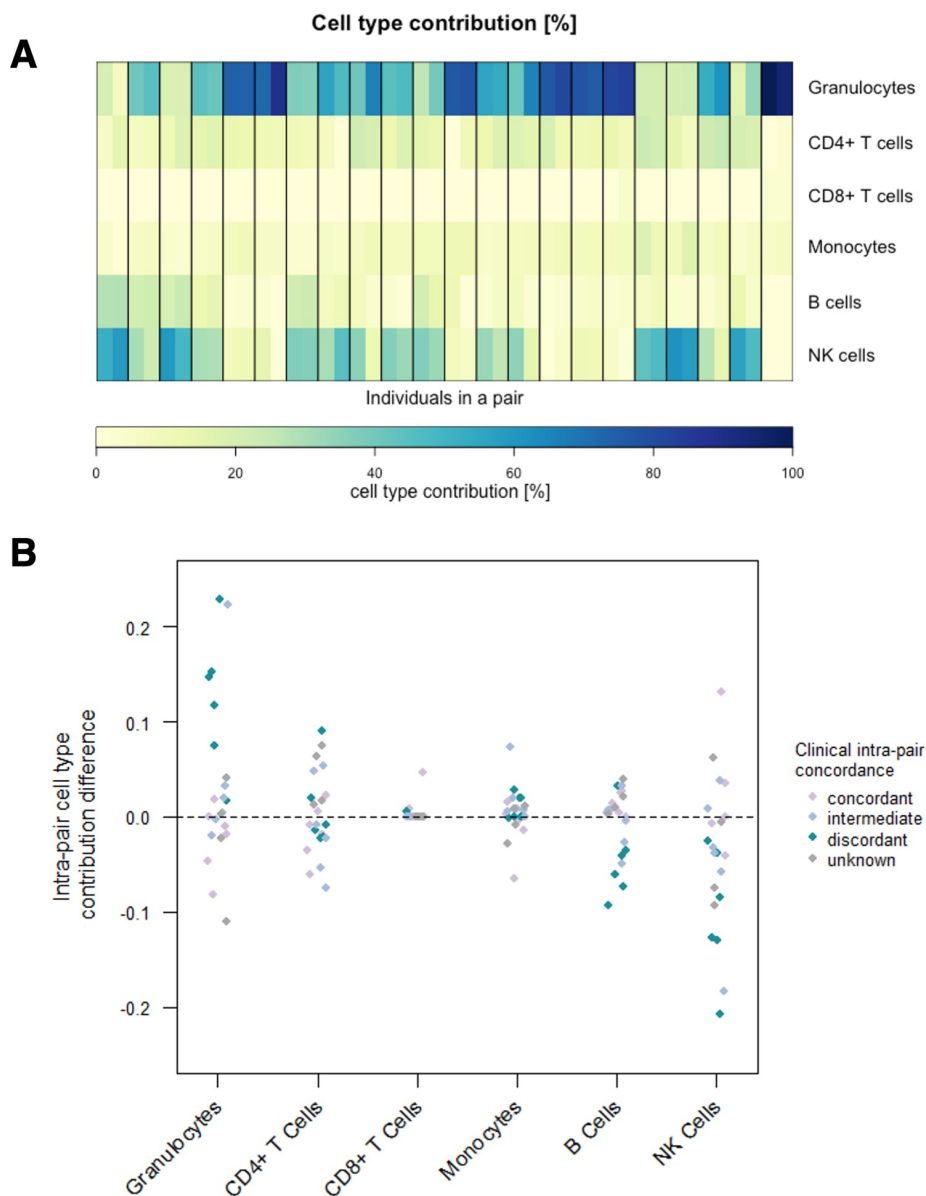 Cell type contribution [%]
A
Granulocytes
CD4+ T cells
CD8+ T cells
Monocytes
B cells
NK cells
Individuals in a pair
0 20 40 60 80 100
cell type contribution [%]
B
Intra-pair cell type
contribution difference
0.2
0.1
0.0
-0.1
-0.2
Granulocytes
CD4+ T Cells
CD8+ T Cells
Monocytes
B Cells
NK Cells
Clinical intra-pair
concordance
concordant
intermediate
discordant
unknown